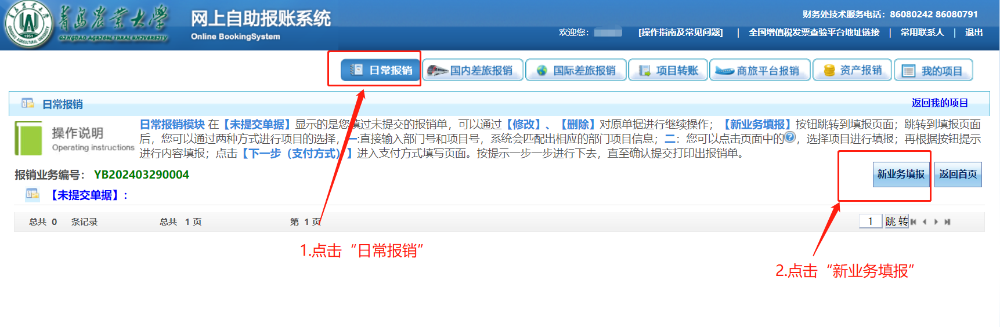 青岛农业大学
QINGDAO AGRICULTURAL UNIVERSITY
网上自助报账系统
Online BookingSystem
财务处技术服务电话：86080242 86080791
欢迎您：
[操作指南及常见问题] | 全国增值税发票查验平台地址链接 | 常用联系人 | 退出
日常报销 国内差旅报销 国际差旅报销 项目转账 商旅平台报销 资产报销 我的项目
日常报销
返回我的项目
操作说明
Operating instructions
日常报销模块 在【未提交单据】显示的是您填过未提交的报销单，可以通过【修改】、【删除】对原单据进行继续操作；【新业务填报】按钮跳转到填报页面；跳转到填报页面
后，您可以通过两种方式进行项目的选择，一:直接输入部门号和项目号，系统会匹配出相应的部门项目信息；二：您可以点击页面中的?，选择项目进行填报；再根据按钮提示
进行内容填报；点击【下一步（支付方式）】进入支付方式填写页面。按提示一步一步进行下去，直至确认提交打印出报销单。
报销业务编号： YB202403290004
新业务填报 返回首页
【未提交单据】：
总共 0 条记录 总共 1 页 第 1 页 1 跳 转
1.点击“日常报销”
2.点击“新业务填报”